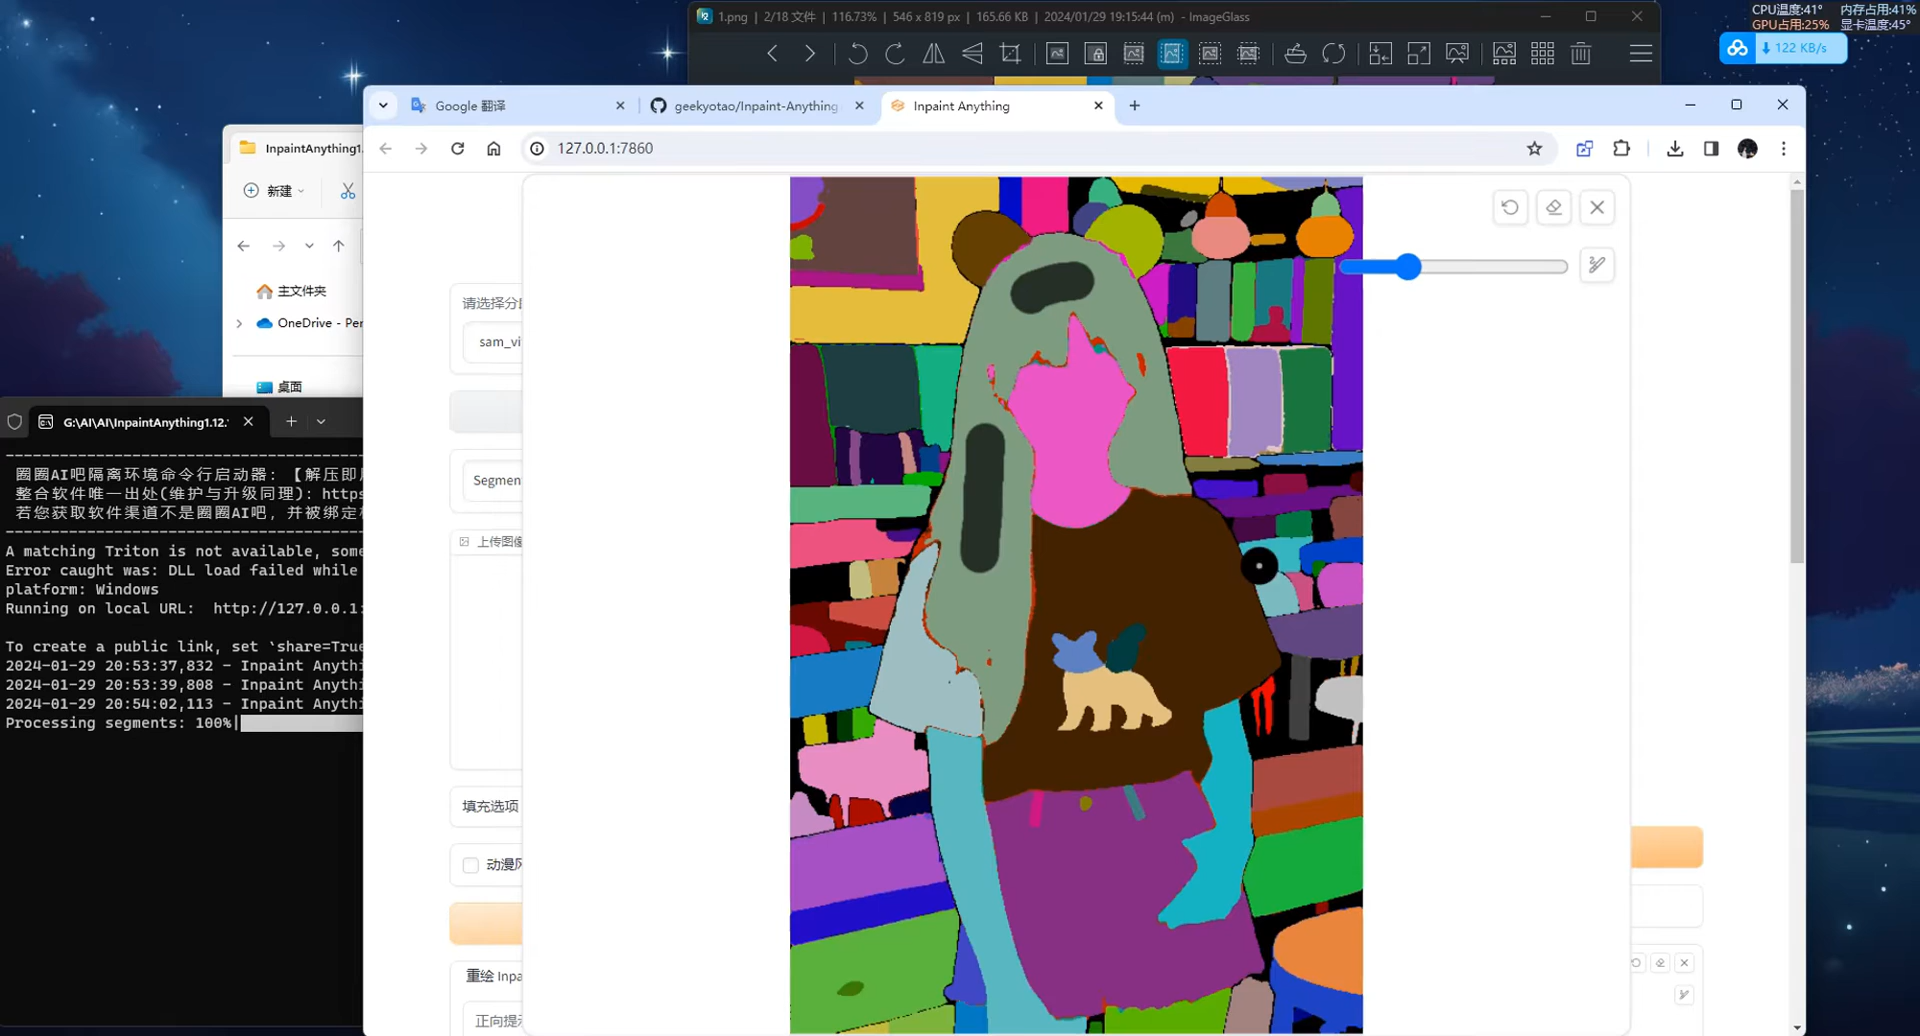 1.png | 2/18 文件 | 116.73% | 546 x 819 px | 165.66 KB | 2024/01/29 19:15:44 (m) - ImageGlass
CPU温度:41° 内存占用:41%
GPU占用:25% 显卡温度:45°
122 KB/s
Google 翻译
geekyotao/Inpaint-Anything
Inpaint Anything
127.0.0.1:7860
InpaintAnything1.
新建
主文件夹
OneDrive - Per
桌面
G:\AI\AI\InpaintAnything1.12.
圈圈AI吧隔离环境命令行启动器:【解压即
整合软件唯一出处(维护与升级同理): https
若您获取软件渠道不是圈圈AI吧, 并被绑定
A matching Triton is not available, some
Error caught was: DLL load failed while
platform: Windows
Running on local URL: http://127.0.0.1:
To create a public link, set `share=True
2024-01-29 20:53:37,832 - Inpaint Anythi
2024-01-29 20:53:39,808 - Inpaint Anythi
2024-01-29 20:54:02,113 - Inpaint Anythi
Processing segments: 100%|
请选择分
sam_vi
Segmen
上传图像
填充选项
动漫风
重绘 Inpa
正向提示